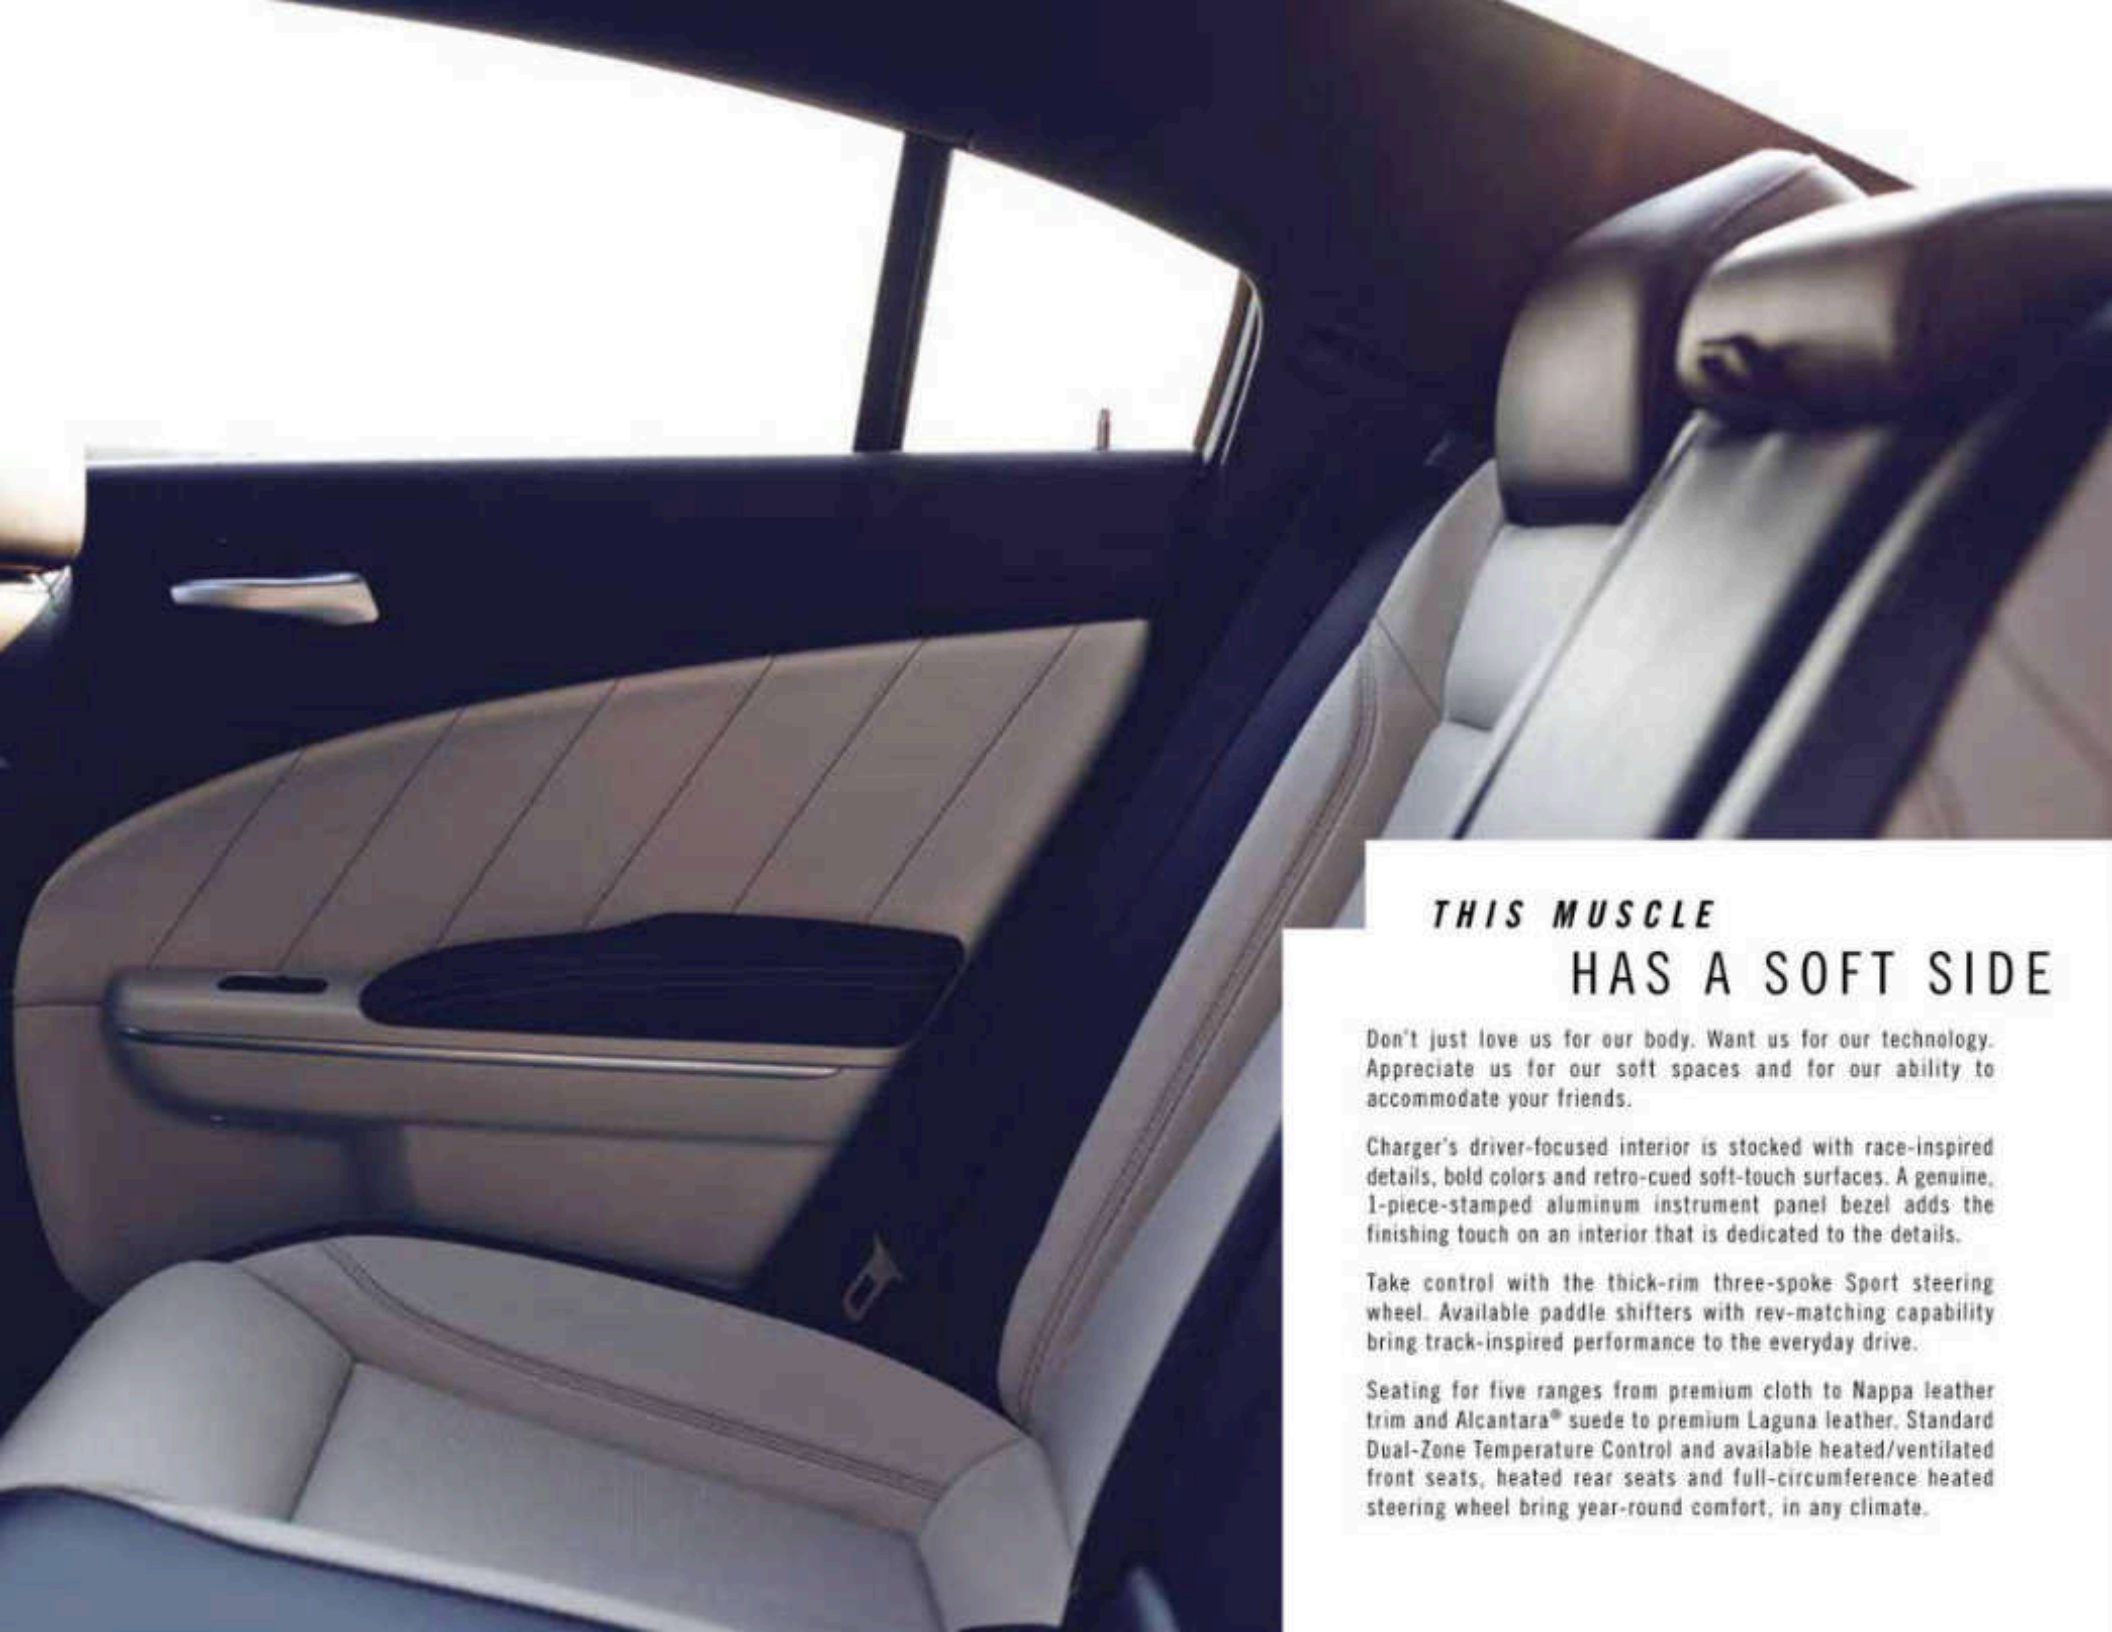 THIS MUSCLE
HAS A SOFT SIDE
Don't just love us for our body. Want us for our technology.
Appreciate us for our soft spaces and for our ability to
accommodate your friends.
Charger's driver-focused interior is stocked with race-inspired
details, bold colors and retro-cued soft-touch surfaces. A genuine,
1-piece-stamped aluminum instrument panel bezel adds the
finishing touch on an interior that is dedicated to the details.
Take control with the thick-rim three-spoke Sport steering
wheel. Available paddle shifters with rev-matching capability
bring track-inspired performance to the everyday drive.
Seating for five ranges from premium cloth to Nappa leather
trim and Alcantara® suede to premium Laguna leather. Standard
Dual-Zone Temperature Control and available heated/ventilated
front seats, heated rear seats and full-circumference heated
steering wheel bring year-round comfort, in any climate.